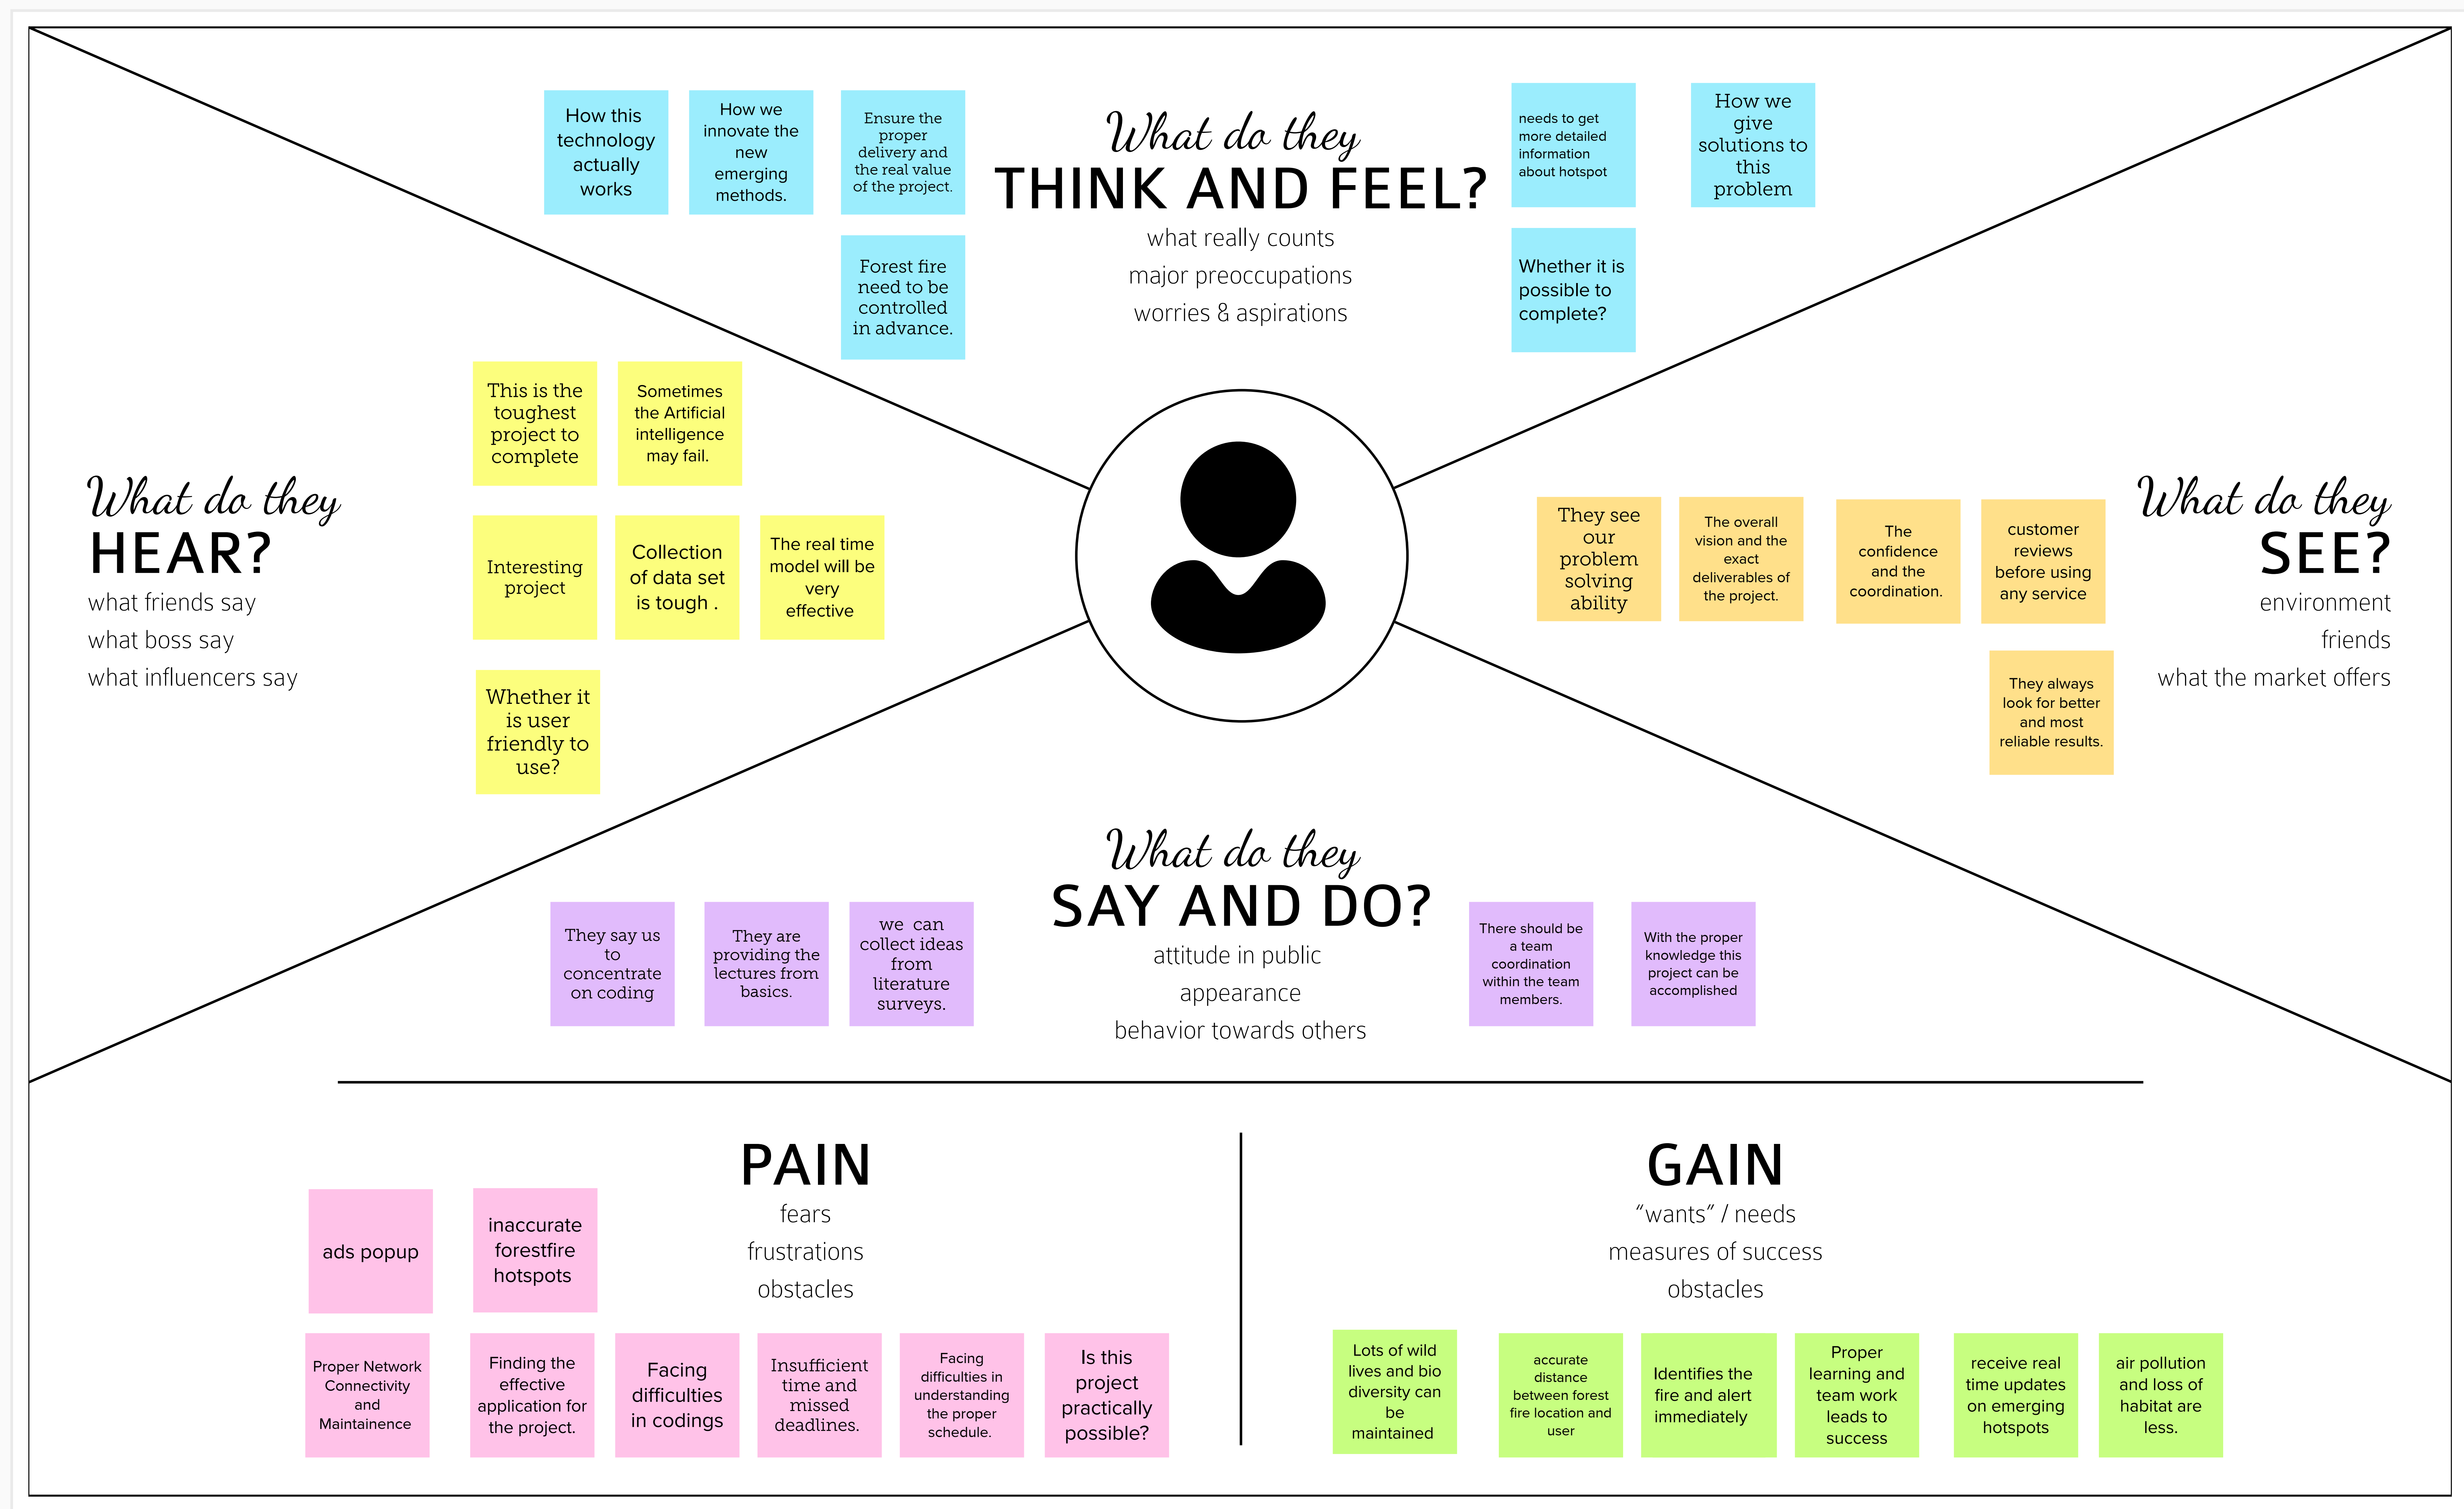 What do they
THINK AND FEEL?
what really counts
major preoccupations
worries & aspirations
How this
technology
actually
works
How we
innovate the
new
emerging
methods.
Ensure the
proper
delivery and
the real value
of the project.
Forest fire
need to be
controlled
in advance.
needs to get
more detailed
information
about hotspot
How we
give
solutions to
this
problem
Whether it is
possible to
complete?
What do they
HEAR?
what friends say
what boss say
what influencers say
This is the
toughest
project to
complete
Sometimes
the Artificial
intelligence
may fail.
Interesting
project
Collection
of data set
is tough .
The real time
model will be
very
effective
Whether it
is user
friendly to
use?
What do they
SEE?
environment
friends
what the market offers
They see
our
problem
solving
ability
The overall
vision and the
exact
deliverables of
the project.
The
confidence
and the
coordination.
customer
reviews
before using
any service
They always
look for better
and most
reliable results.
What do they
SAY AND DO?
attitude in public
appearance
behavior towards others
They say us
to
concentrate
on coding
They are
providing the
lectures from
basics.
we can
collect ideas
from
literature
surveys.
There should be
a team
coordination
within the team
members.
With the proper
knowledge this
project can be
accomplished
PAIN
fears
frustrations
obstacles
ads popup
inaccurate
forestfire
hotspots
Proper Network
Connectivity
and
Maintainence
Finding the
effective
application for
the project.
Facing
difficulties
in codings
Insufficient
time and
missed
deadlines.
Facing
difficulties in
understanding
the proper
schedule.
Is this
project
practically
possible?
GAIN
“wants” / needs
measures of success
obstacles
Lots of wild
lives and bio
diversity can
be
maintained
accurate
distance
between forest
fire location and
user
Identifies the
fire and alert
immediately
Proper
learning and
team work
leads to
success
receive real
time updates
on emerging
hotspots
air pollution
and loss of
habitat are
less.